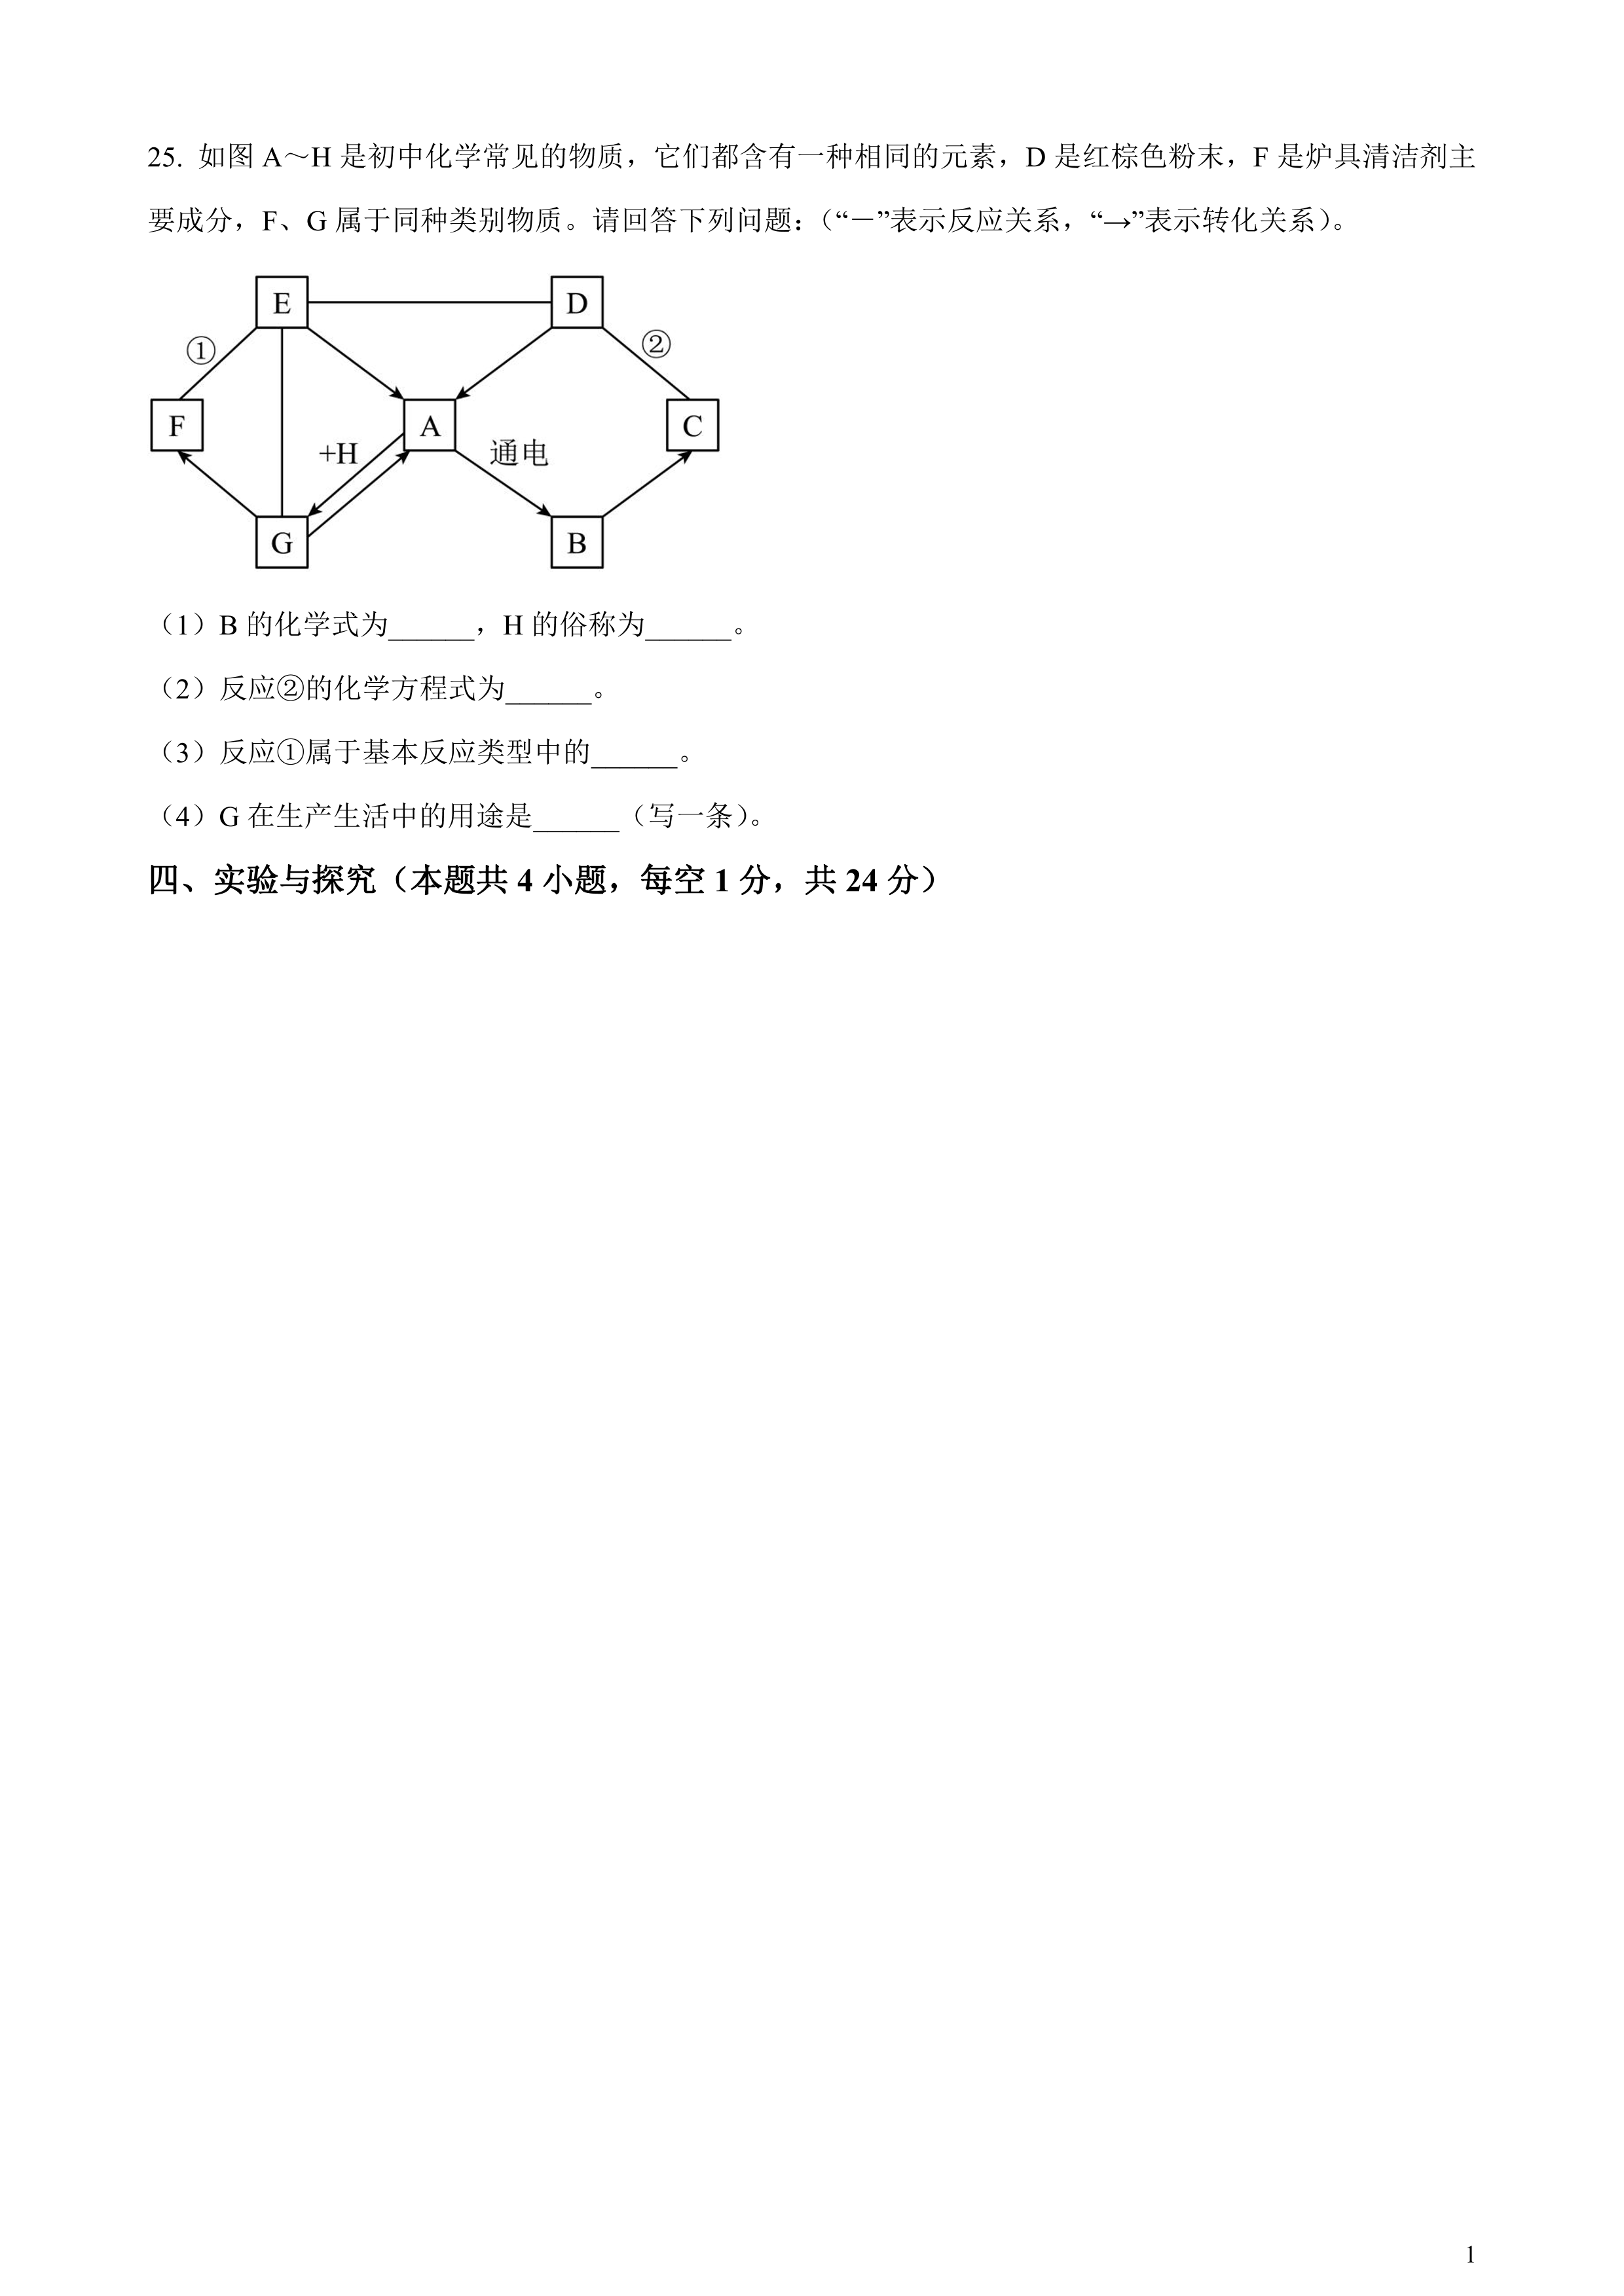 25. 如图 A～H 是初中化学常见的物质，它们都含有一种相同的元素，D 是红棕色粉末，F 是炉具清洁剂主
要成分，F、G 属于同种类别物质。请回答下列问题：（“－”表示反应关系，“→”表示转化关系）。
E
D
①
②
F
A
C
+H
通电
G
B
（1）B 的化学式为______，H 的俗称为______。
（2）反应②的化学方程式为______。
（3）反应①属于基本反应类型中的______。
（4）G 在生产生活中的用途是______（写一条）。
四、实验与探究（本题共 4 小题，每空 1 分，共 24 分）
1